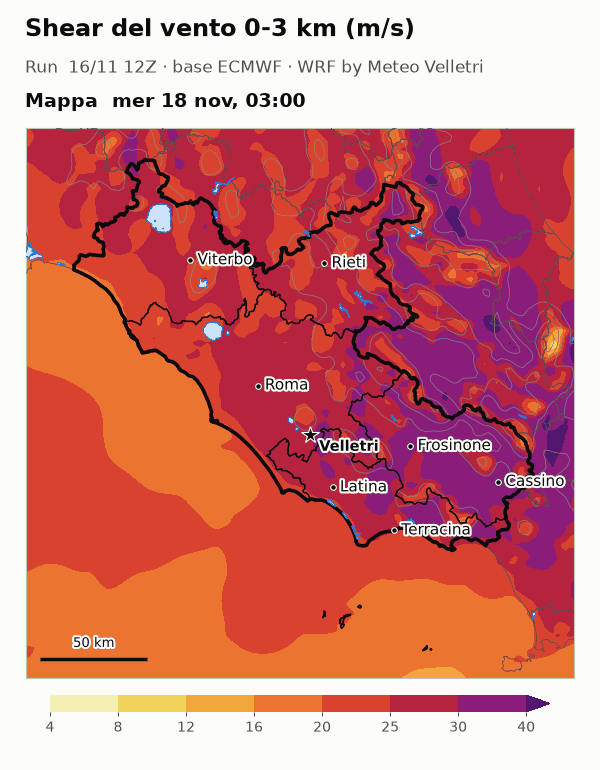 Shear del vento 0-3 km (m/s)
Run  16/11 12Z · base ECMWF · WRF by Meteo Velletri
Mappa  mer 18 nov, 03:00
Viterbo
Rieti
Roma
Velletri
Frosinone
Cassino
Latina
Terracina
50 km
4 8 12 16 20 25 30 40